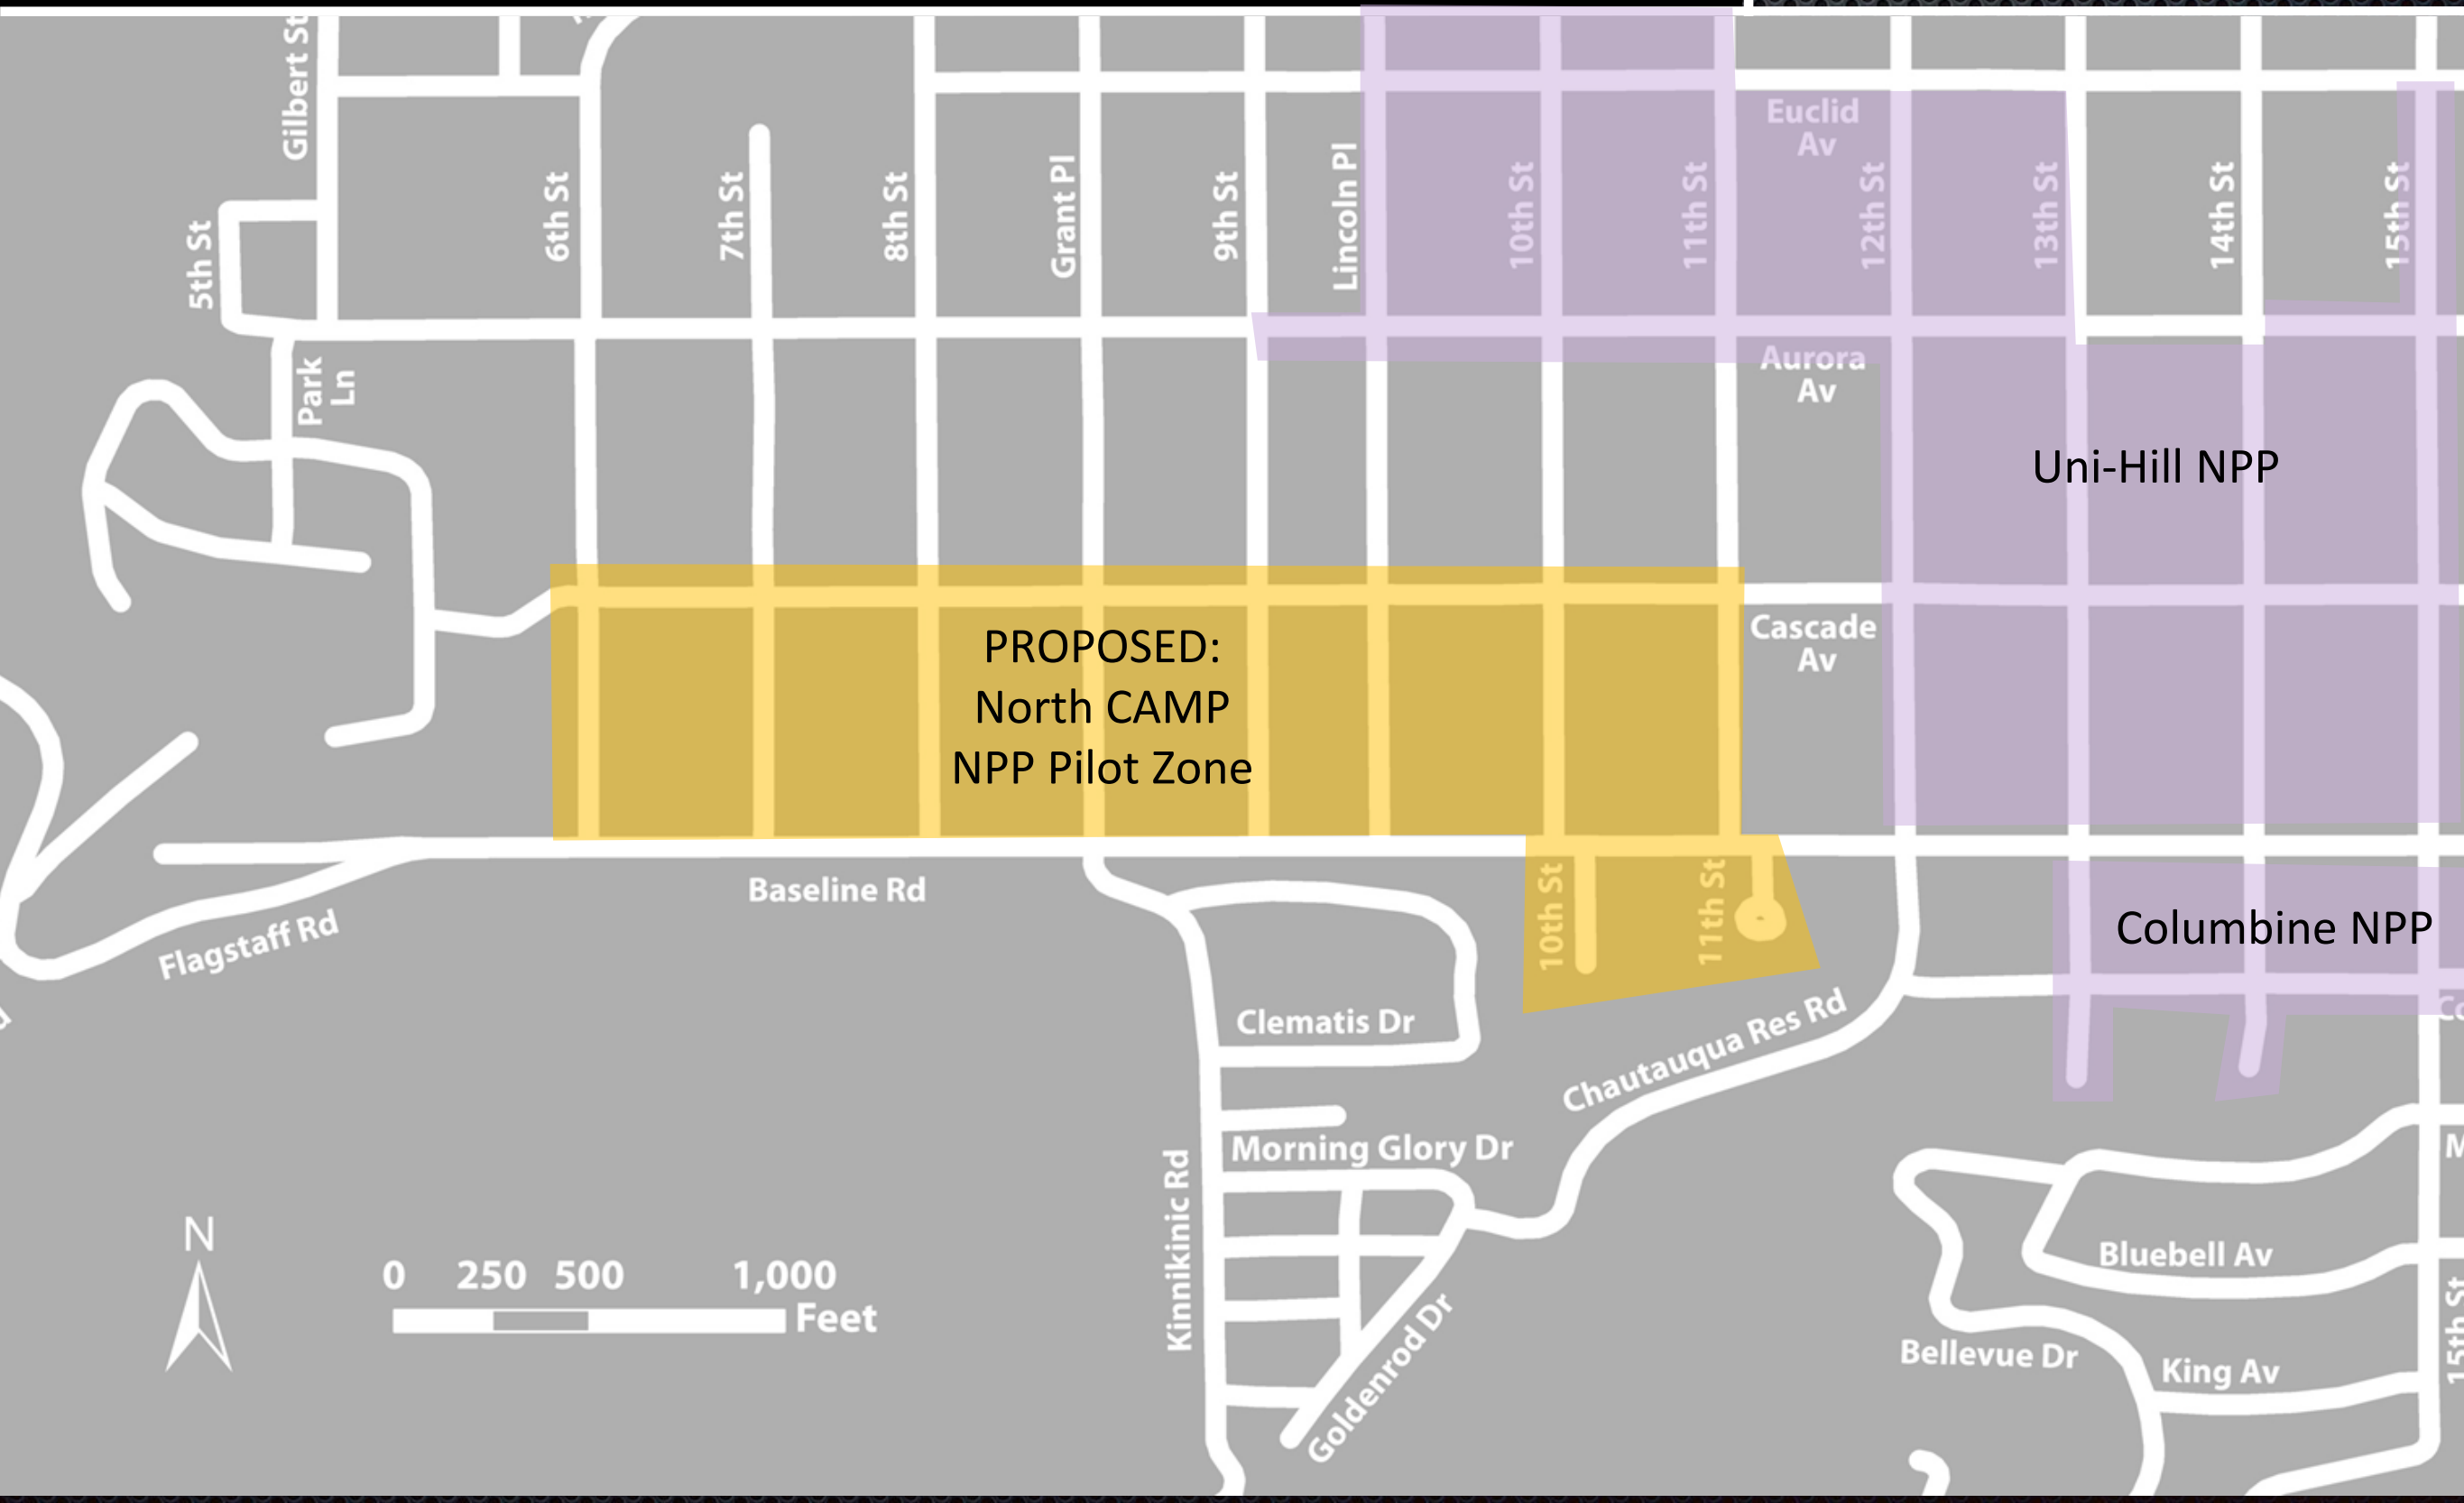 Gilbert St
5th St
6th St
7th St
8th St
Grant Pl
9th St
Lincoln Pl
10th St
11th St
Euclid
Av
12th St
13th St
14th St
15th St
Park
Ln
Aurora
Av
Uni-Hill NPP
Cascade
Av
PROPOSED:
North CAMP
NPP Pilot Zone
Baseline Rd
Flagstaff Rd
10th St
11th St
Columbine NPP
Co
Clematis Dr
Chautauqua Res Rd
Morning Glory Dr
M
Kinnikinic Rd
Goldenrod Dr
Bluebell Av
Bellevue Dr
King Av
15th St
N
0 250 500 1,000
Feet